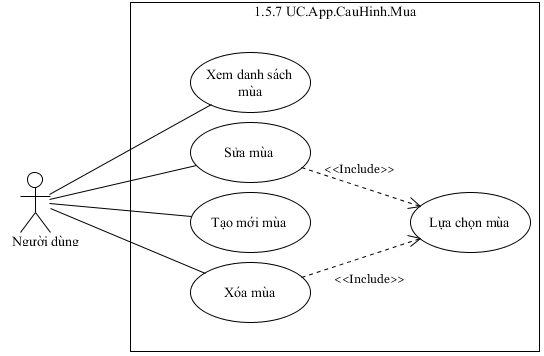 1.5.7 UC.App.CauHinh.Mua
Xem danh sách
mùa
Sửa mùa
<<Include>>
Tạo mới mùa
Lựa chọn mùa
Người dùng
Xóa mùa
<<Include>>